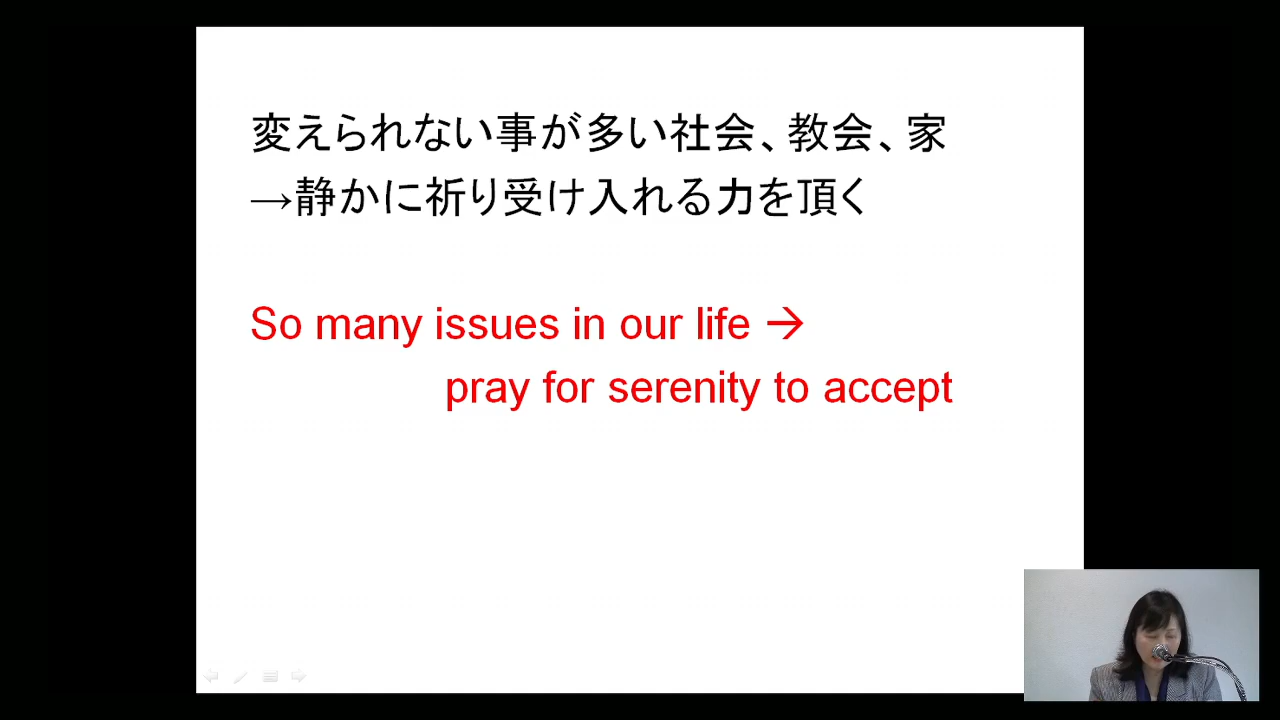 変えられない事が多い社会、教会、家
→静かに祈り受け入れる力を頂く
So many issues in our life →
pray for serenity to accept